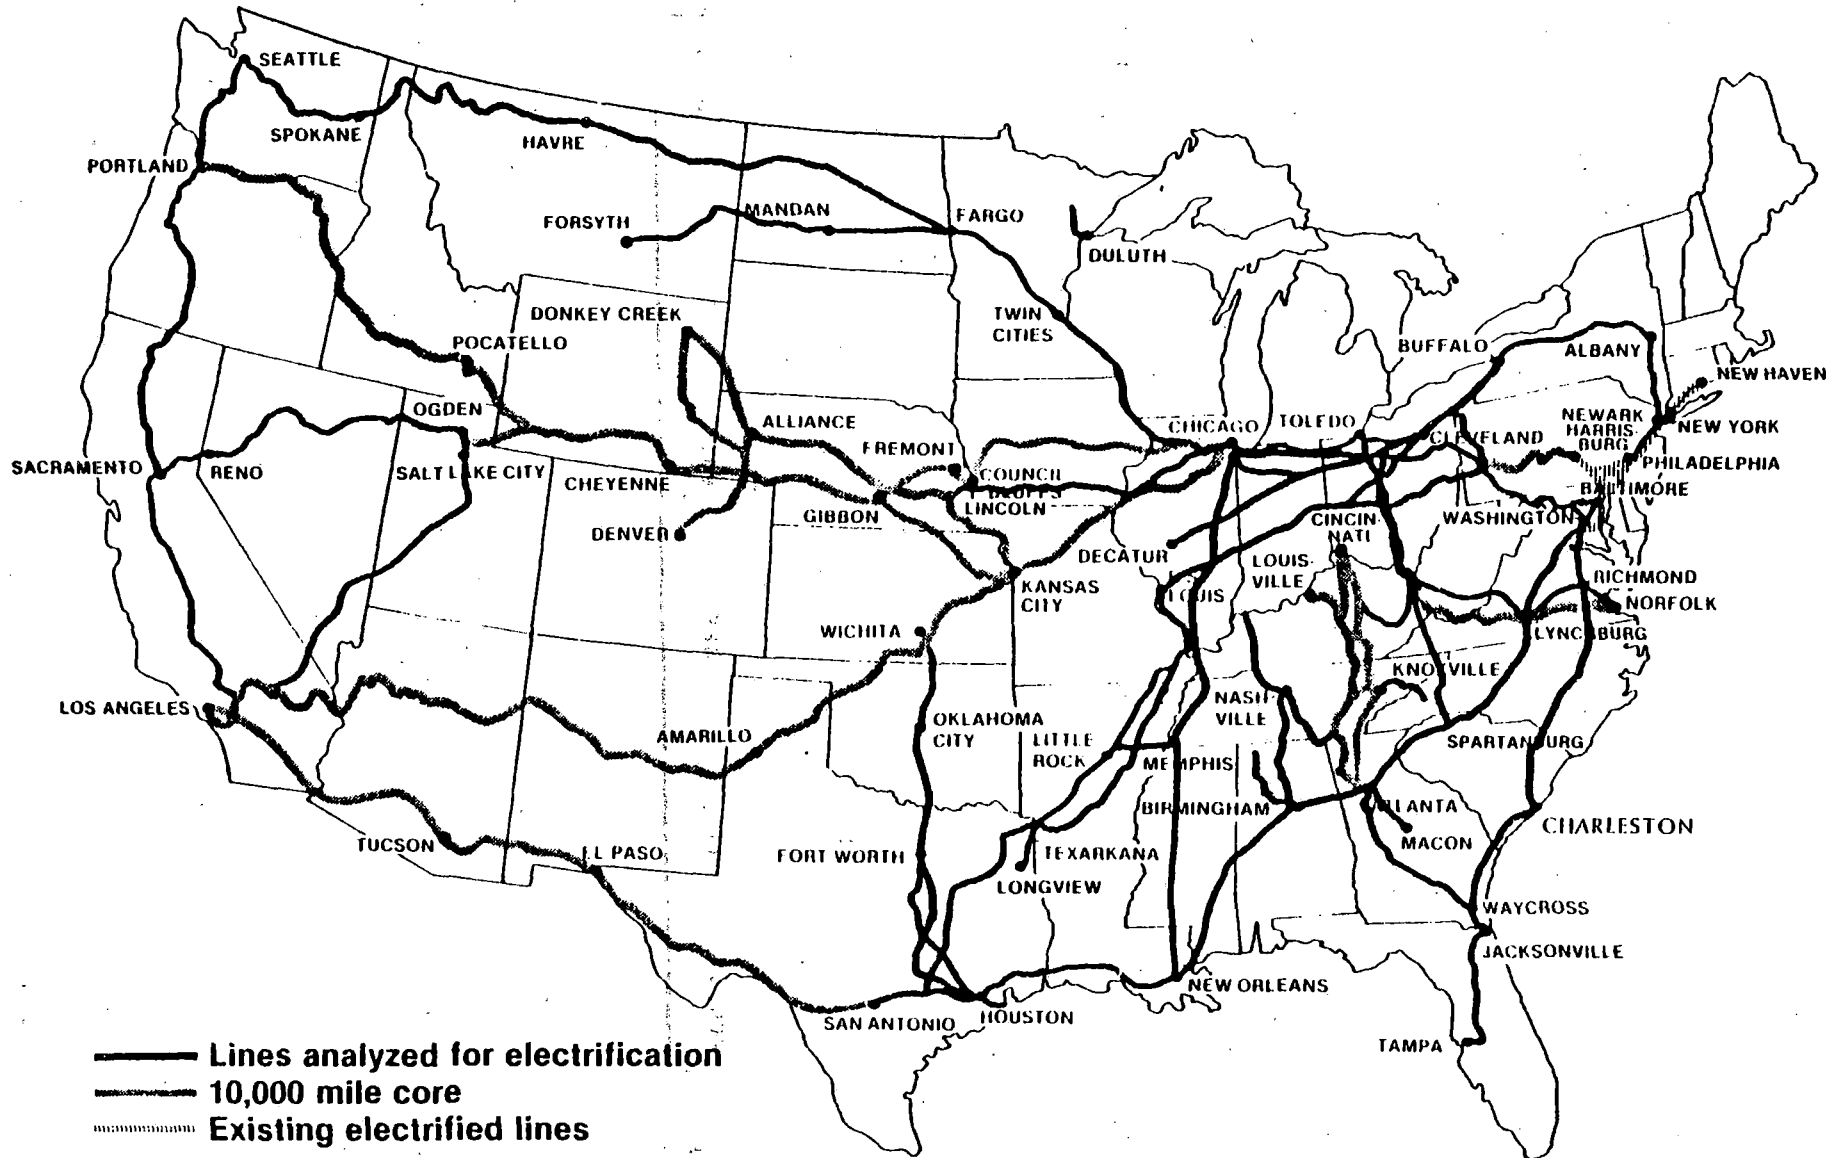 SEATTLE
SPOKANE
HAVRE
PORTLAND
FORSYTH
MANDAN
FARGO
DULUTH
DONKEY CREEK
TWIN
CITIES
POCATELLO
BUFFALO
ALBANY
NEW HAVEN
OGDEN
ALLIANCE
CHICAGO
TOLEDO
NEWARK
HARRIS-
BURG
NEW YORK
FREMONT
CLEVELAND
SACRAMENTO
RENO
SALT LAKE CITY
CHEYENNE
COUNCIL
BLUFFS
PHILADELPHIA
BALTIMORE
GIBBON
LINCOLN
CINCIN-
NATI
WASHINGTON
DENVER
DECATUR
LOUIS-
VILLE
KANSAS
CITY
LOUIS
RICHMOND
NORFOLK
WICHITA
LYNCHBURG
KNOXVILLE
LOS ANGELES
AMARILLO
OKLAHOMA
CITY
LITTLE
ROCK
NASH-
VILLE
MEMPHIS
SPARTANBURG
BIRMINGHAM
ATLANTA
CHARLESTON
TUCSON
EL PASO
FORT WORTH
TEXARKANA
MACON
LONGVIEW
WAYCROSS
JACKSONVILLE
NEW ORLEANS
SAN ANTONIO
HOUSTON
TAMPA
Lines analyzed for electrification
10,000 mile core
Existing electrified lines